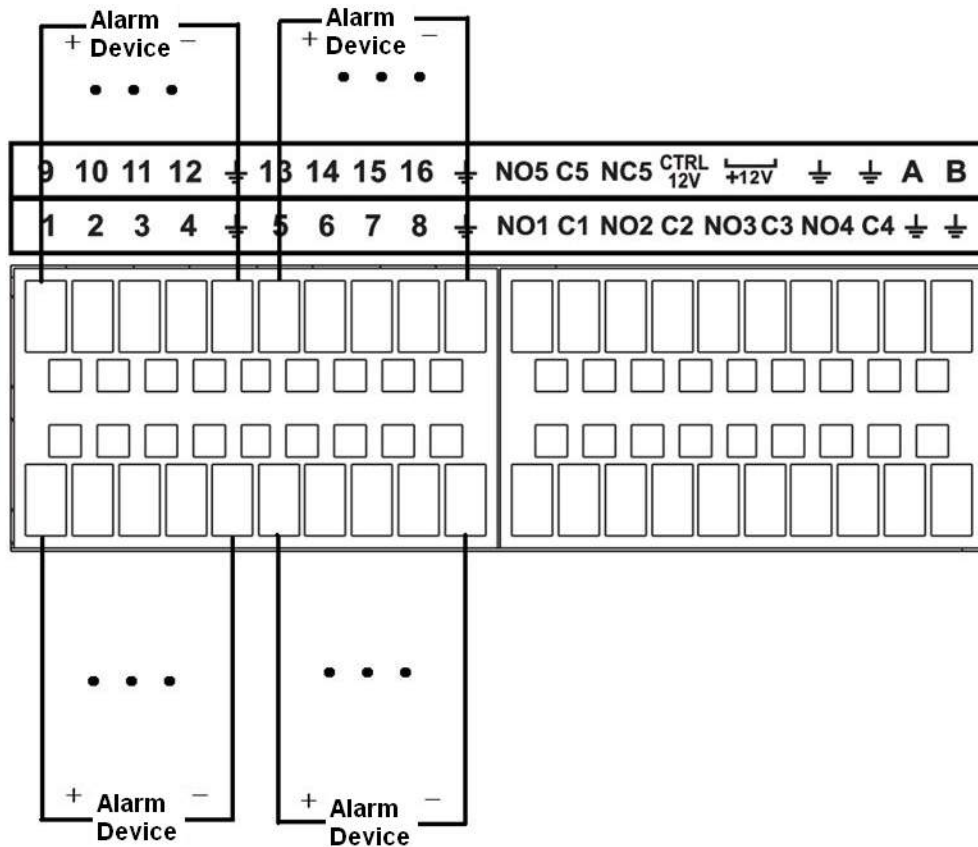 Alarm
+ Device −
Alarm
+ Device -
9 10 11 12 ⏚ 13 14 15 16 ⏚ NO5 C5 NC5 CTRL 12V +12V ⏚ ⏚ A B
1 2 3 4 ⏚ 5 6 7 8 ⏚ NO1 C1 NO2 C2 NO3 C3 NO4 C4 ⏚ ⏚
+ Alarm −
Device
+ Alarm −
Device